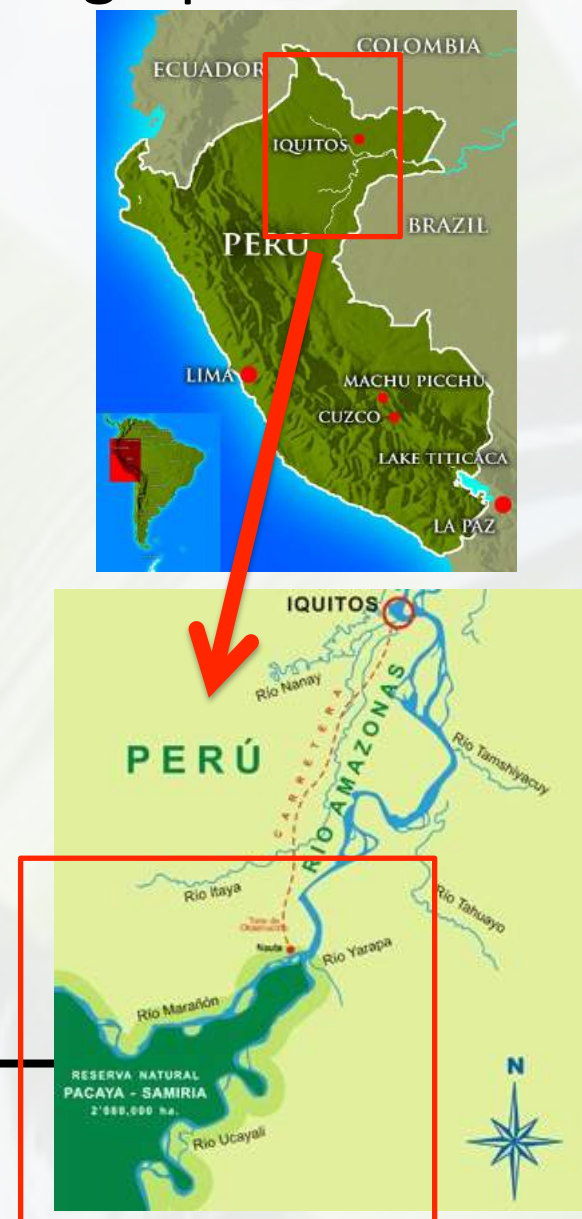 COLOMBIA
ECUADOR
IQUITOS
BRAZIL
PERU
LIMA
MACHU PICCHU
CUZCO
LAKE TITICACA
LA PAZ
IQUITOS
Río Nanay
PERÚ
CARRETERA
RÍO AMAZONAS
Río Tamshiyacuy
Río Itaya
Río Tahuayo
Nauta
Río Yarapa
Río Marañón
RESERVA NATURAL
PACAYA - SAMIRIA
2'080,000 ha.
Río Ucayali
N